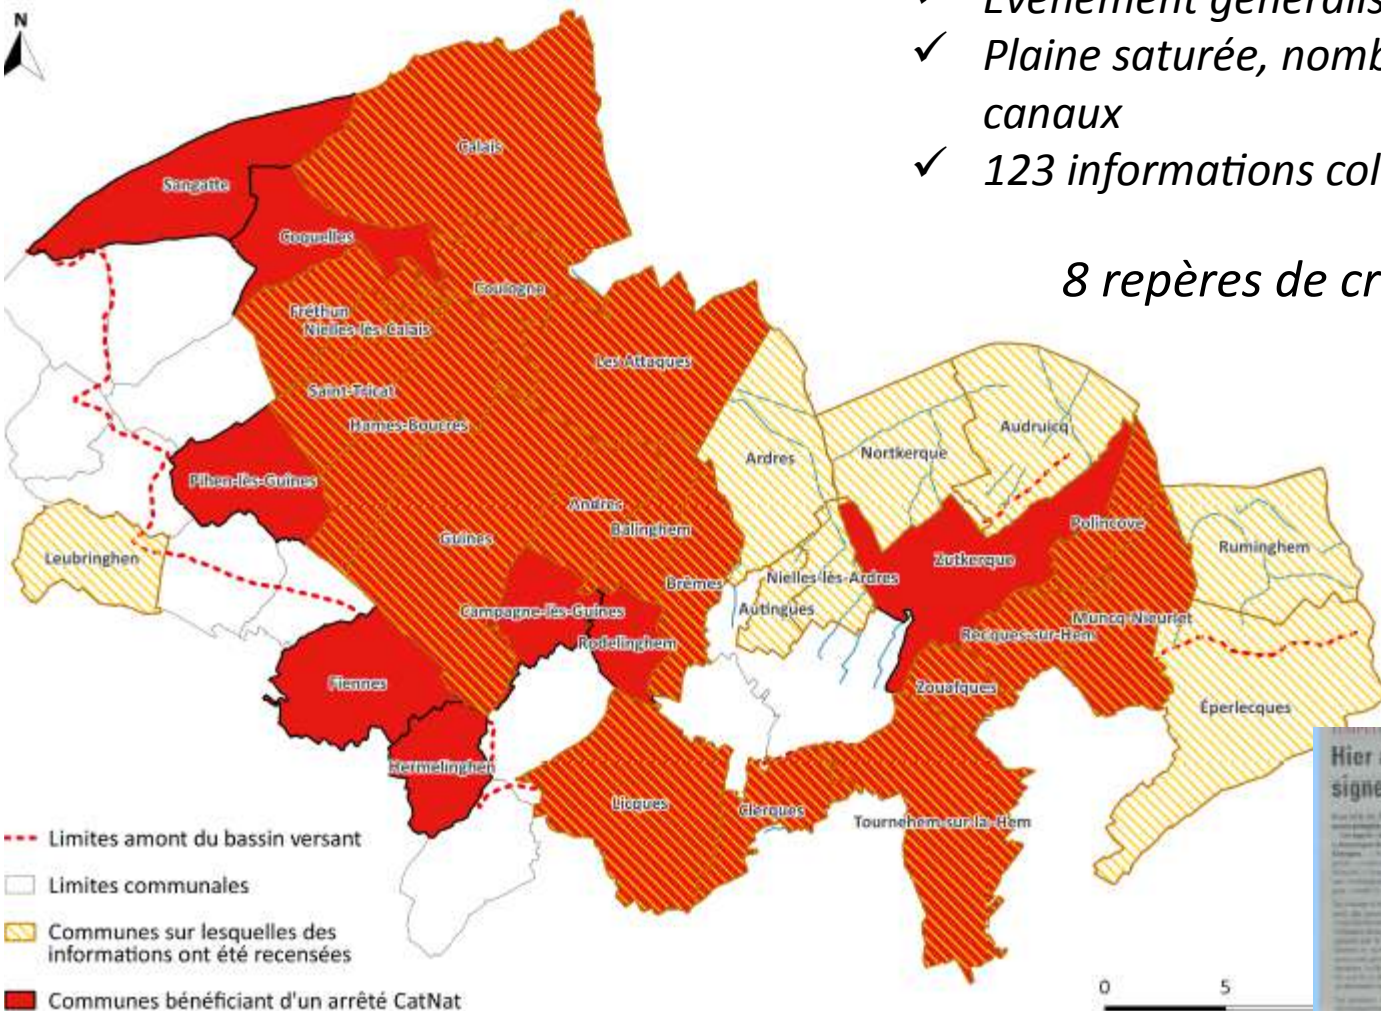 N
Évènement généralis
✓ Plaine saturée, nomb
canaux
✓ 123 informations col
8 repères de cr
Calais
Sangatte
Coquelles
Coulogne
Fréthun
Nielles-lès-Calais
Les Attaques
Saint-Tricat
Hames-Boucres
Pihen-lès-Guînes
Leubringhen
Guînes
Andres
Balinghem
Brêmes
Ardres
Nortkerque
Audruicq
Polincove
Ruminghem
Zutkerque
Nielles-lès-Ardres
Autingues
Muncq-Nieurlet
Recques-sur-Hem
Campagne-lès-Guînes
Rodelinghem
Fiennes
Zouafques
Éperlecques
Hermelinghen
Licques
Clerques
Tournehem-sur-la-Hem
Limites amont du bassin versant
Limites communales
Communes sur lesquelles des
informations ont été recensées
Communes bénéficiant d'un arrêté CatNat
0 5
Hier
signe